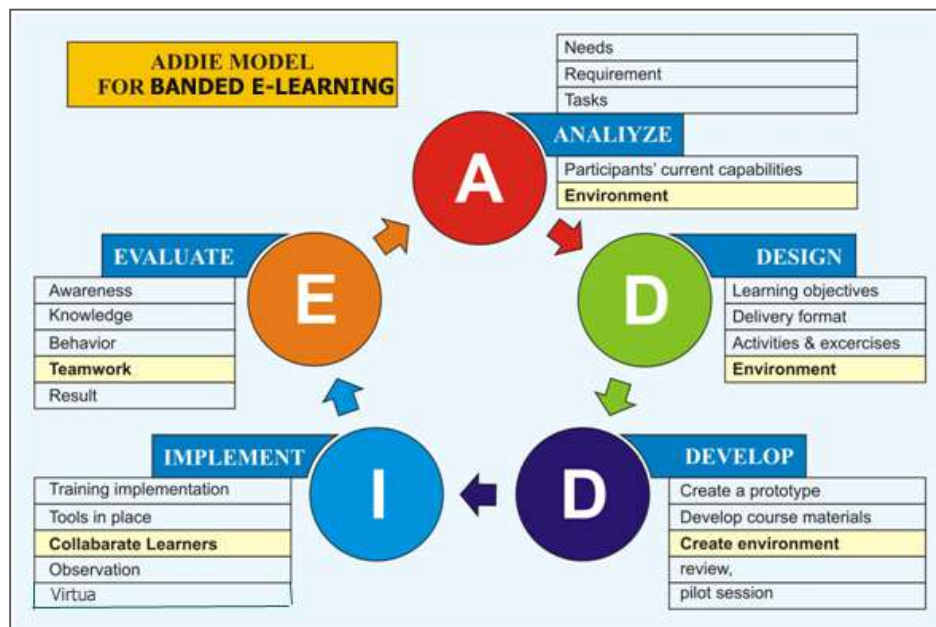 ADDIE MODEL
FOR BANDED E-LEARNING
Needs
Requirement
Tasks
ANALIYZE
Participants' current capabilities
Environment
A
D
DESIGN
Learning objectives
Delivery format
Activities & excercises
Environment
D
DEVELOP
Create a prototype
Develop course materials
Create environment
review,
pilot session
I
IMPLEMENT
Training implementation
Tools in place
Collabarate Learners
Observation
Virtua
E
EVALUATE
Awareness
Knowledge
Behavior
Teamwork
Result